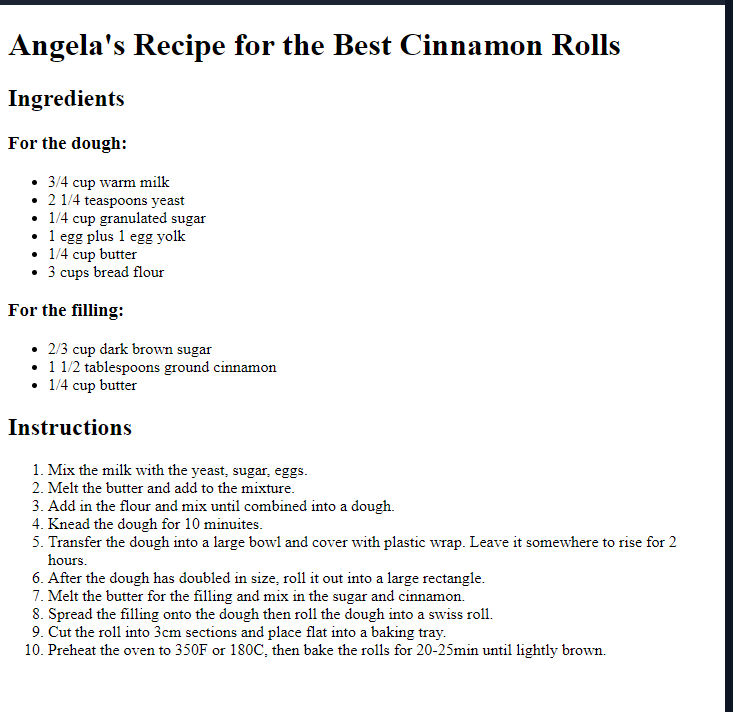 Angela's Recipe for the Best Cinnamon Rolls
Ingredients
For the dough:
• 3/4 cup warm milk
• 2 1/4 teaspoons yeast
• 1/4 cup granulated sugar
• 1 egg plus 1 egg yolk
• 1/4 cup butter
• 3 cups bread flour
For the filling:
• 2/3 cup dark brown sugar
• 1 1/2 tablespoons ground cinnamon
• 1/4 cup butter
Instructions
1. Mix the milk with the yeast, sugar, eggs.
2. Melt the butter and add to the mixture.
3. Add in the flour and mix until combined into a dough.
4. Knead the dough for 10 minuites.
5. Transfer the dough into a large bowl and cover with plastic wrap. Leave it somewhere to rise for 2
hours.
6. After the dough has doubled in size, roll it out into a large rectangle.
7. Melt the butter for the filling and mix in the sugar and cinnamon.
8. Spread the filling onto the dough then roll the dough into a swiss roll.
9. Cut the roll into 3cm sections and place flat into a baking tray.
10. Preheat the oven to 350F or 180C, then bake the rolls for 20-25min until lightly brown.